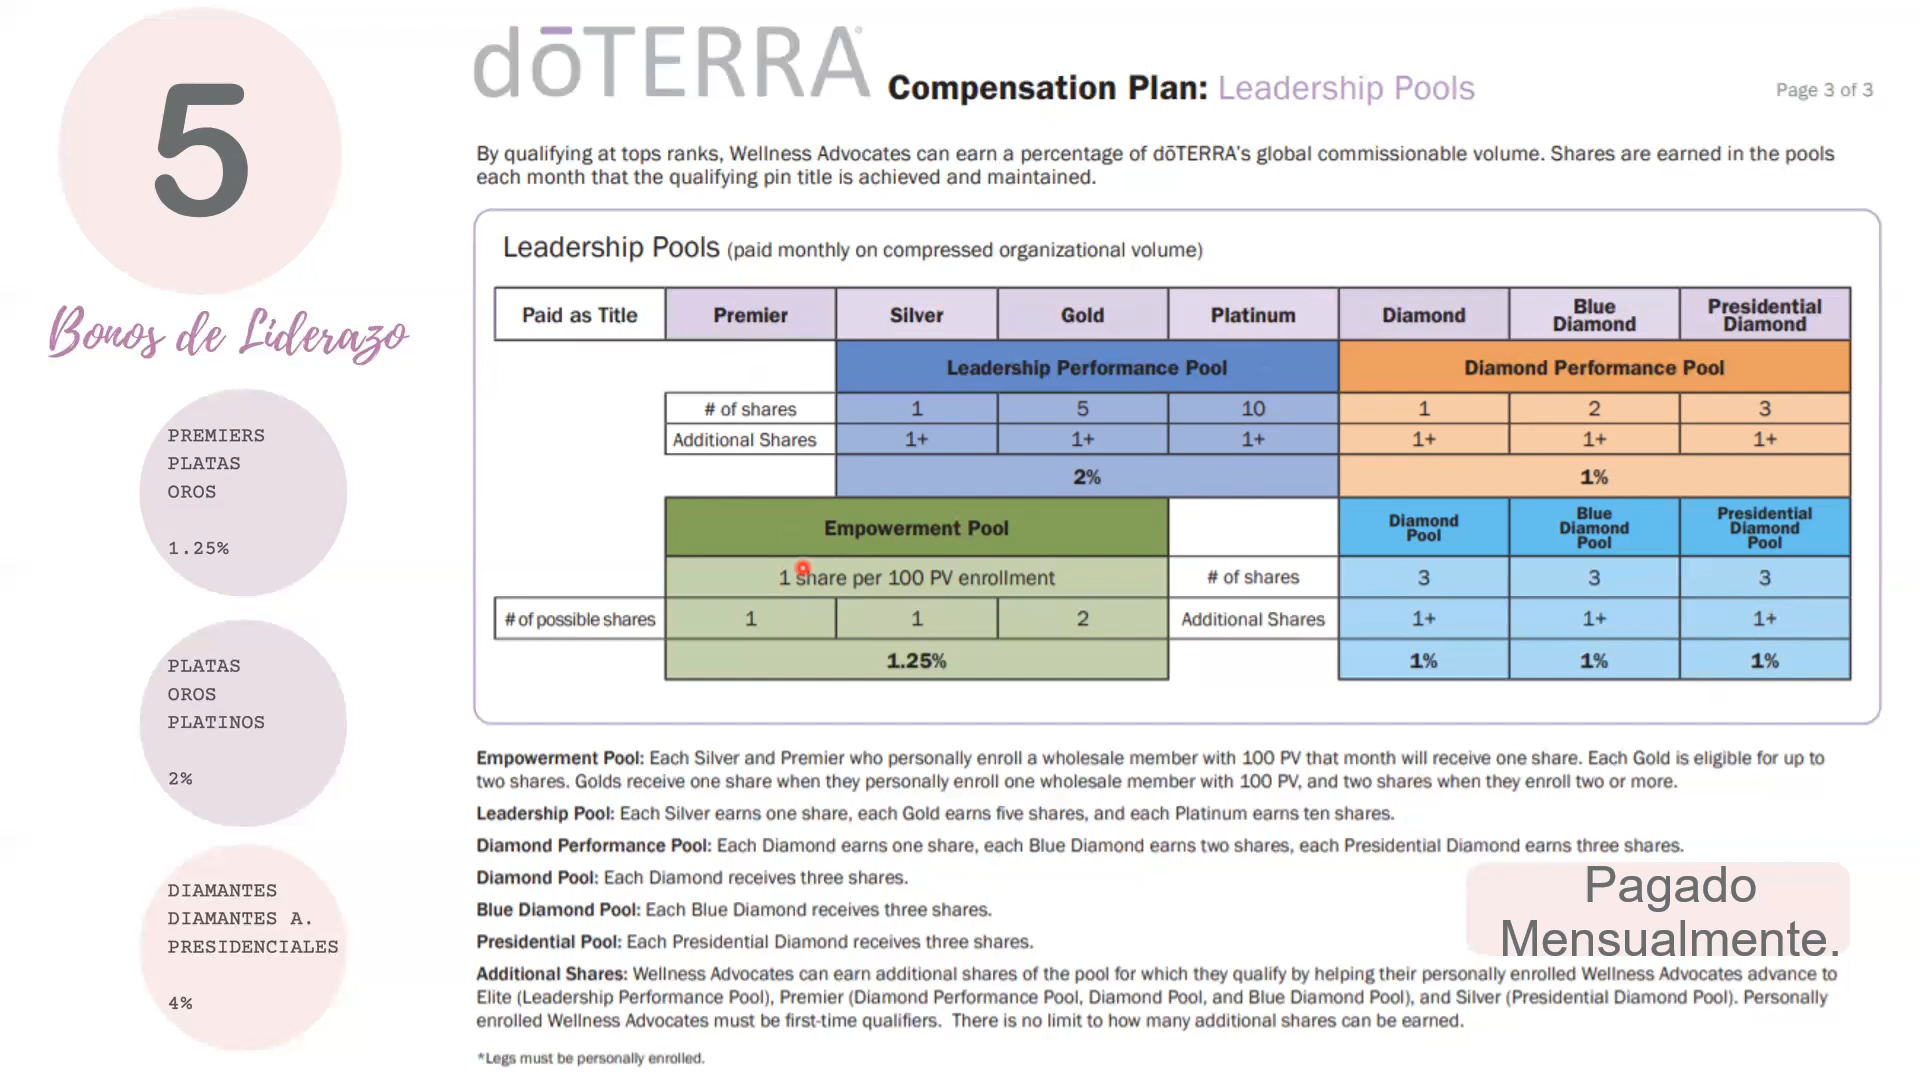 5
Bonos de Liderazo
PREMIERS
PLATAS
OROS
1.25%
PLATAS
OROS
PLATINOS
2%
DIAMANTES
DIAMANTES A.
PRESIDENCIALES
4%
dōTERRA® Compensation Plan: Leadership Pools
Page 3 of 3
By qualifying at tops ranks, Wellness Advocates can earn a percentage of dōTERRA's global commissionable volume. Shares are earned in the pools
each month that the qualifying pin title is achieved and maintained.
Leadership Pools (paid monthly on compressed organizational volume)
Paid as Title Premier Silver Gold Platinum Diamond Blue Diamond Presidential Diamond
Leadership Performance Pool Diamond Performance Pool
# of shares 1 5 10 1 2 3
Additional Shares 1+ 1+ 1+ 1+ 1+ 1+
2% 1%
Empowerment Pool Diamond Pool Blue Diamond Pool Presidential Diamond Pool
1 share per 100 PV enrollment # of shares 3 3 3
# of possible shares 1 1 2 Additional Shares 1+ 1+ 1+
1.25% 1% 1% 1%
Empowerment Pool: Each Silver and Premier who personally enroll a wholesale member with 100 PV that month will receive one share. Each Gold is eligible for up to
two shares. Golds receive one share when they personally enroll one wholesale member with 100 PV, and two shares when they enroll two or more.
Leadership Pool: Each Silver earns one share, each Gold earns five shares, and each Platinum earns ten shares.
Diamond Performance Pool: Each Diamond earns one share, each Blue Diamond earns two shares, each Presidential Diamond earns three shares.
Diamond Pool: Each Diamond receives three shares.
Blue Diamond Pool: Each Blue Diamond receives three shares.
Presidential Pool: Each Presidential Diamond receives three shares.
Pagado
Mensualmente.
Additional Shares: Wellness Advocates can earn additional shares of the pool for which they qualify by helping their personally enrolled Wellness Advocates advance to
Elite (Leadership Performance Pool), Premier (Diamond Performance Pool, Diamond Pool, and Blue Diamond Pool), and Silver (Presidential Diamond Pool). Personally
enrolled Wellness Advocates must be first-time qualifiers. There is no limit to how many additional shares can be earned.
*Legs must be personally enrolled.